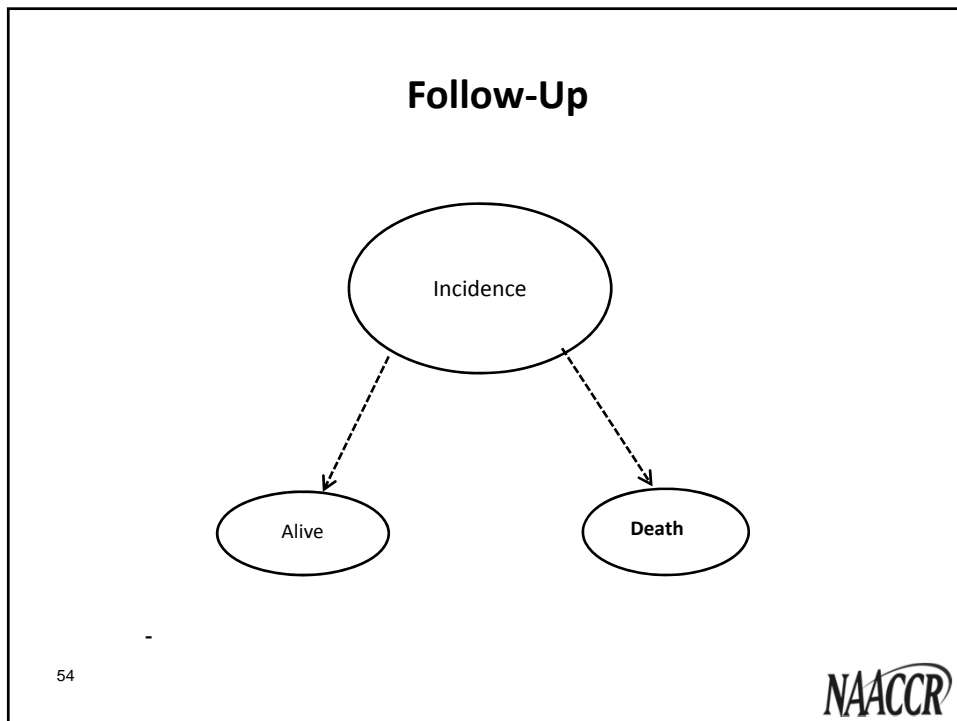 Follow-Up
Incidence
Alive
Death
-
54
NAACCR